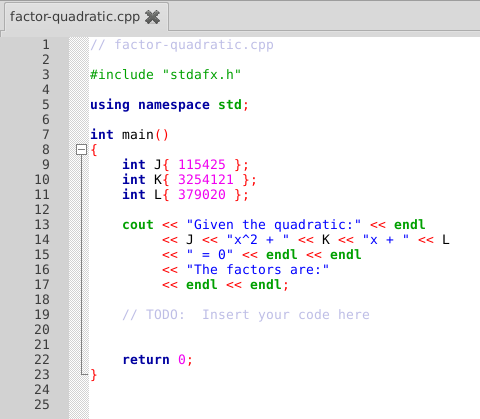 factor-quadratic.cpp
1 // factor-quadratic.cpp
2
3 #include "stdafx.h"
4
5 using namespace std;
6
7 int main()
8 {
9 int J{ 115425 };
10 int K{ 3254121 };
11 int L{ 379020 };
12
13 cout << "Given the quadratic:" << endl
14 << J << "x^2 + " << K << "x + " << L
15 << " = 0" << endl << endl
16 << "The factors are:"
17 << endl << endl;
18
19 // TODO:  Insert your code here
20
21
22 return 0;
23 }
24
25